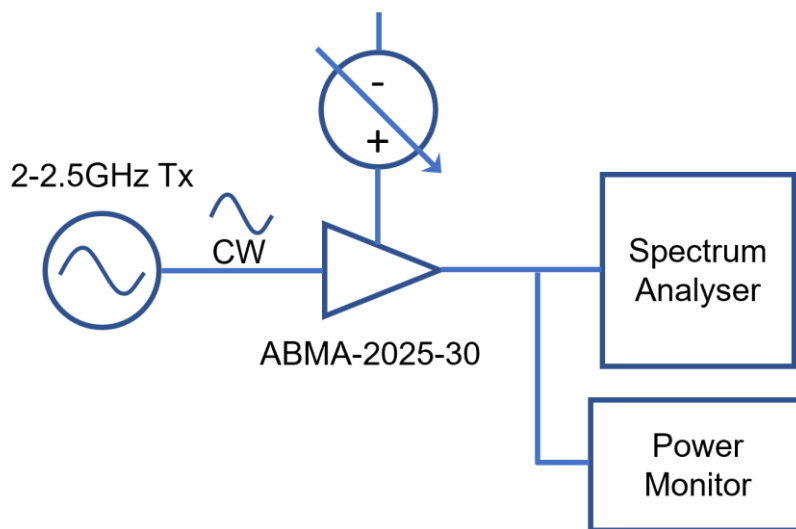 -
+
2-2.5GHz Tx
CW
ABMA-2025-30
Spectrum
Analyser
Power
Monitor